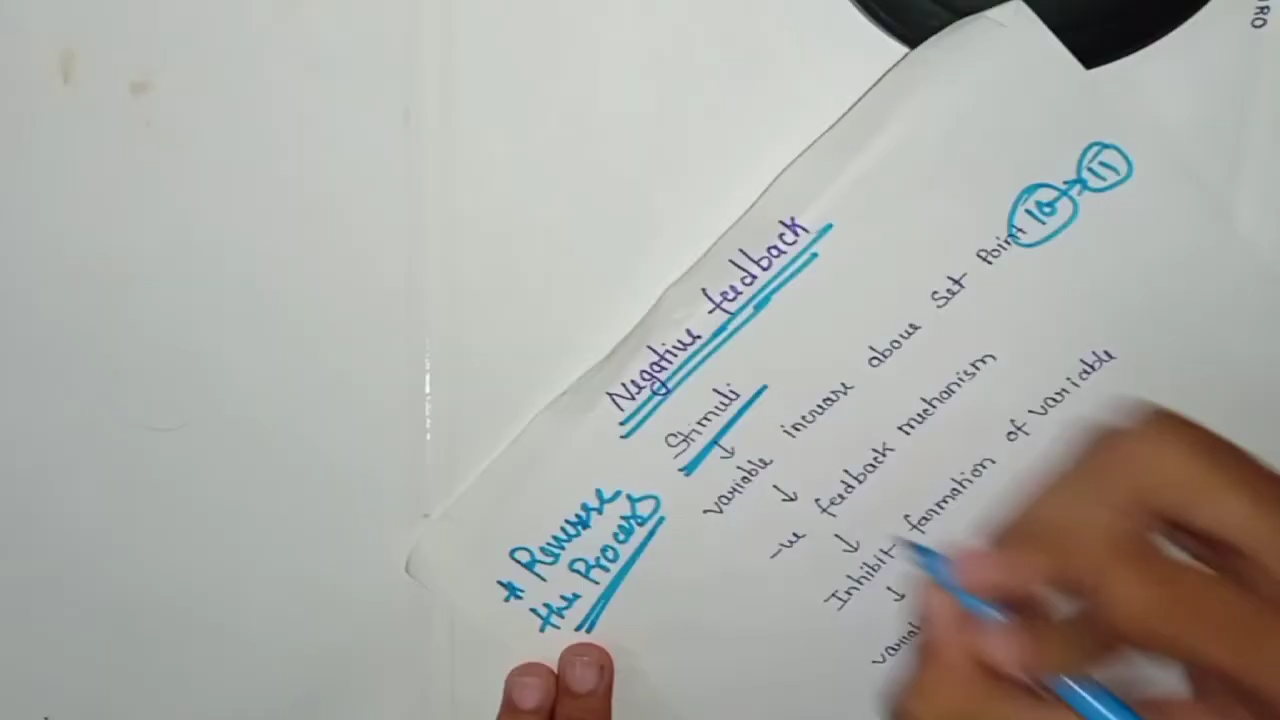 Negative feedback
Stimuli
↓
variable increase above Set Point 10 → 11
↓
-ve feedback mechanism
↓
Inhibit formation of variable
↓
* Reverse
the Process
ORO